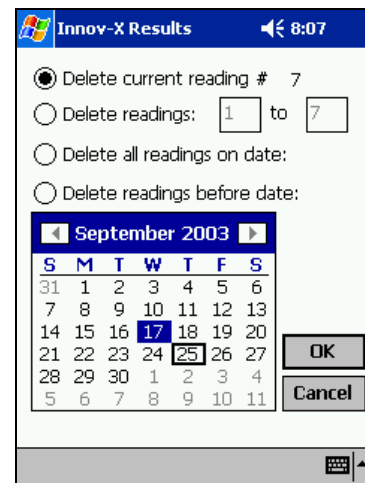 Innov-X Results 8:07
Delete current reading # 7
Delete readings: 1 to 7
Delete all readings on date:
Delete readings before date:
September 2003
S M T W T F S
31 1 2 3 4 5 6
7 8 9 10 11 12 13
14 15 16 17 18 19 20
21 22 23 24 25 26 27
28 29 30 1 2 3 4
5 6 7 8 9 10 11
OK
Cancel